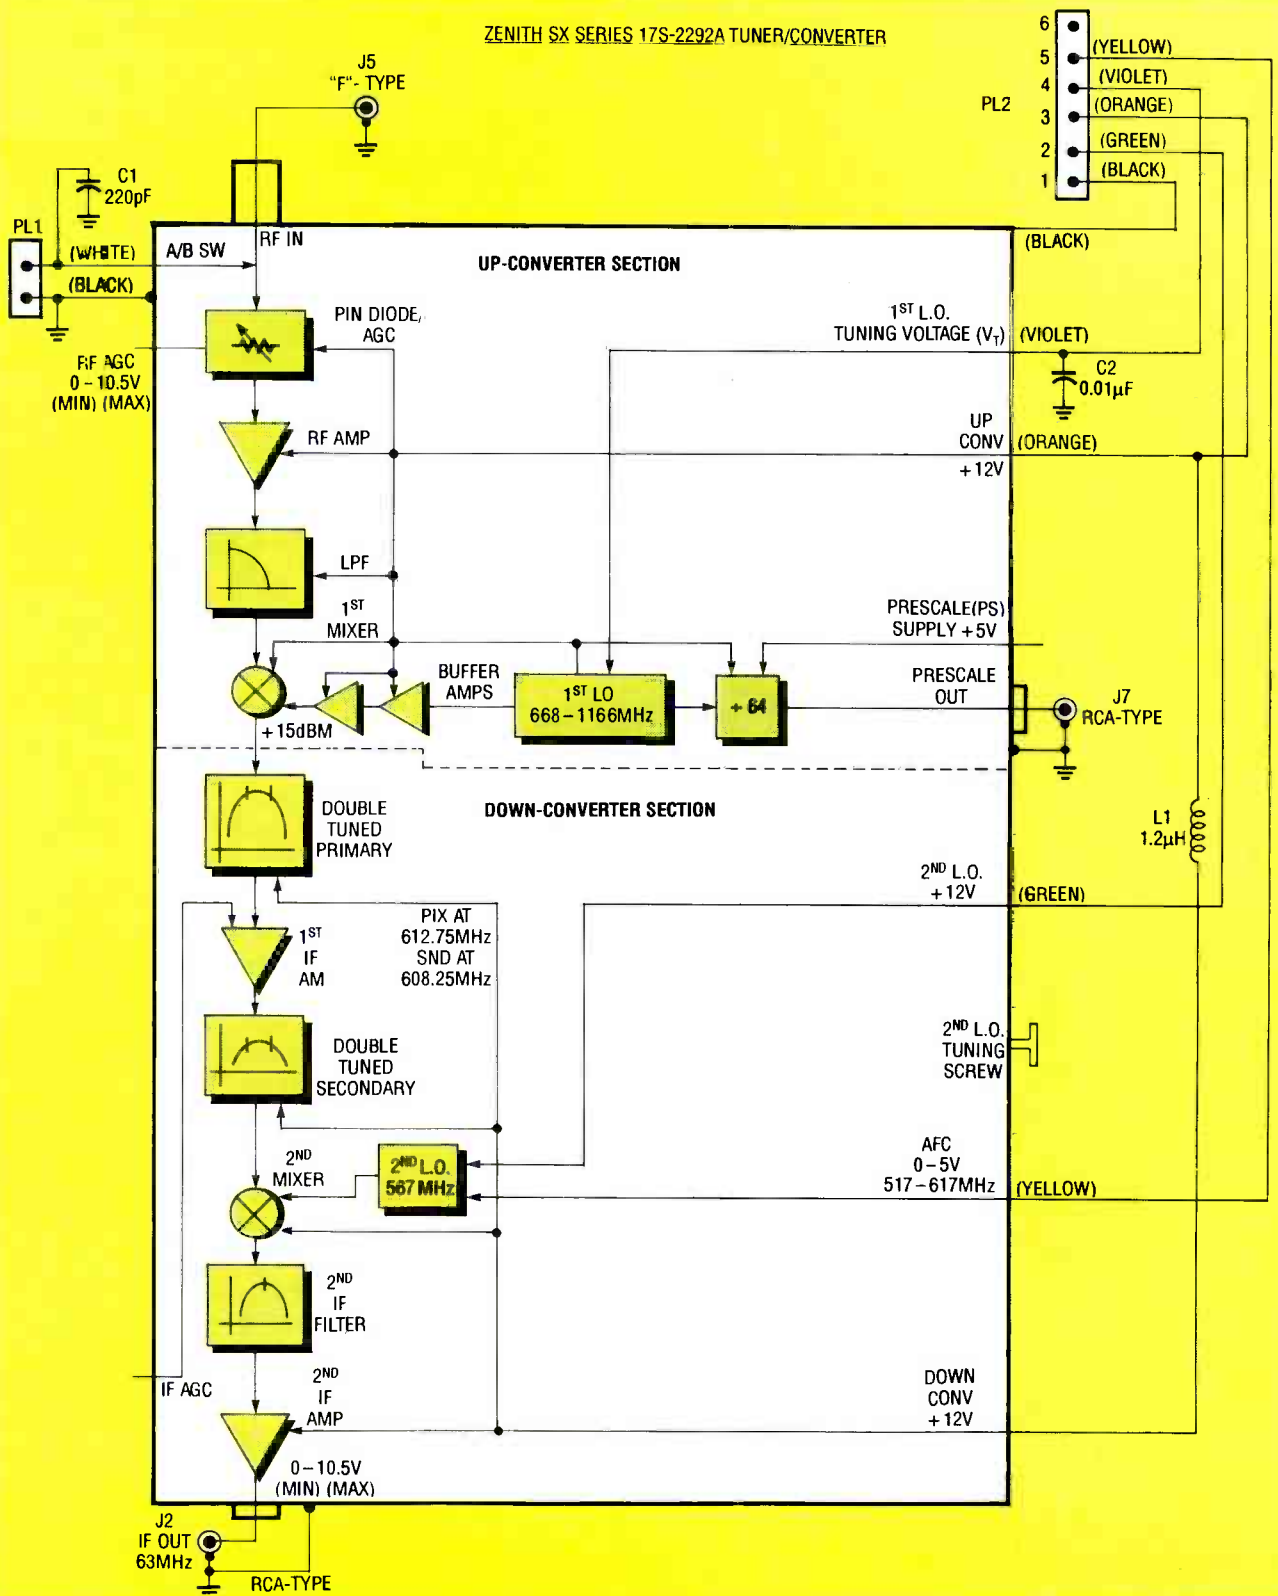 ZENITH SX SERIES 17S-2292A TUNER/CONVERTER
J5
"F"- TYPE
6
5
4
3
2
1
PL2
(YELLOW)
(VIOLET)
(ORANGE)
(GREEN)
(BLACK)
(BLACK)
C1
220pF
PL1
(WHITE)
(BLACK)
A/B SW
RF IN
UP-CONVERTER SECTION
PIN DIODE/
AGC
RF AGC
0-10.5V
(MIN) (MAX)
1ST L.O.
TUNING VOLTAGE (VT)
(VIOLET)
C2
0.01µF
RF AMP
UP
CONV
+12V
(ORANGE)
LPF
1ST
MIXER
PRESCALE(PS)
SUPPLY +5V
BUFFER
AMPS
1ST LO
668-1166MHz
÷ 64
PRESCALE
OUT
J7
RCA-TYPE
+15dBM
DOWN-CONVERTER SECTION
DOUBLE
TUNED
PRIMARY
L1
1.2µH
2ND L.O.
+12V
(GREEN)
PIX AT
612.75MHz
SND AT
608.25MHz
1ST
IF
AM
DOUBLE
TUNED
SECONDARY
2ND L.O.
TUNING
SCREW
2ND
MIXER
2ND L.O.
567 MHz
AFC
0-5V
517-617MHz
(YELLOW)
2ND
IF
FILTER
IF AGC
2ND
IF
AMP
DOWN
CONV
+12V
0-10.5V
(MIN) (MAX)
J2
IF OUT
63MHz
RCA-TYPE